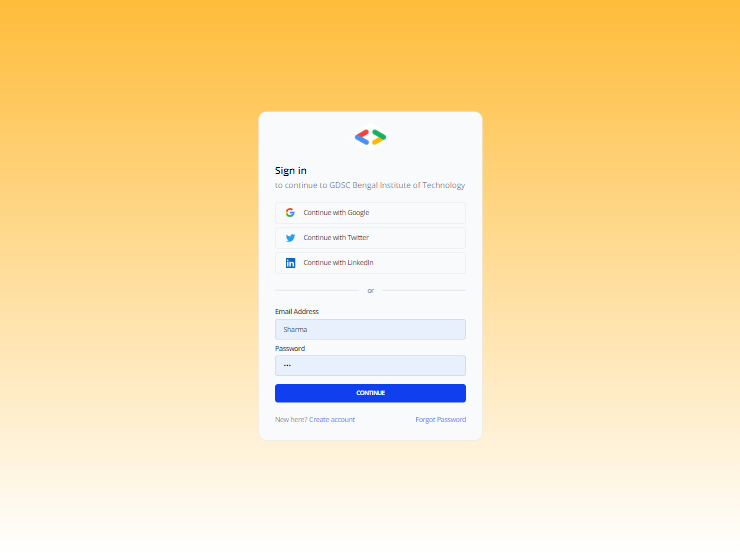 Sign in
to continue to GDSC Bengal Institute of Technology
Continue with Google
Continue with Twitter
Continue with LinkedIn
or
Email Address
Sharma
Password
•••
CONTINUE
New here? Create account
Forgot Password